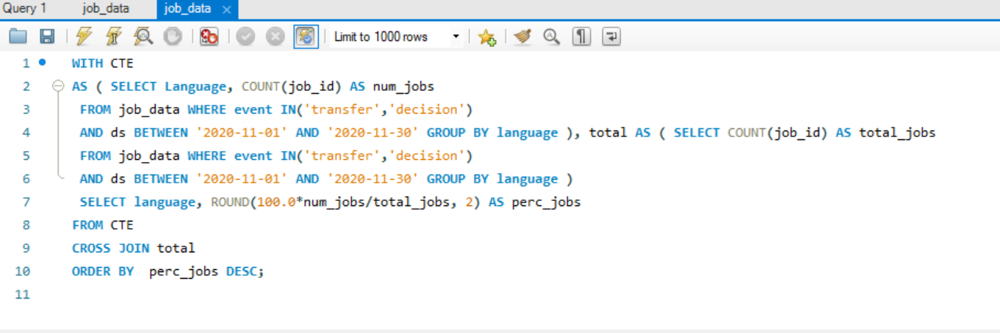 Query 1 job_data job_data ×
Limit to 1000 rows
1 WITH CTE
2 AS ( SELECT Language, COUNT(job_id) AS num_jobs
3 FROM job_data WHERE event IN('transfer','decision')
4 AND ds BETWEEN '2020-11-01' AND '2020-11-30' GROUP BY language ), total AS ( SELECT COUNT(job_id) AS total_jobs
5 FROM job_data WHERE event IN('transfer','decision')
6 AND ds BETWEEN '2020-11-01' AND '2020-11-30' GROUP BY language )
7 SELECT language, ROUND(100.0*num_jobs/total_jobs, 2) AS perc_jobs
8 FROM CTE
9 CROSS JOIN total
10 ORDER BY  perc_jobs DESC;
11